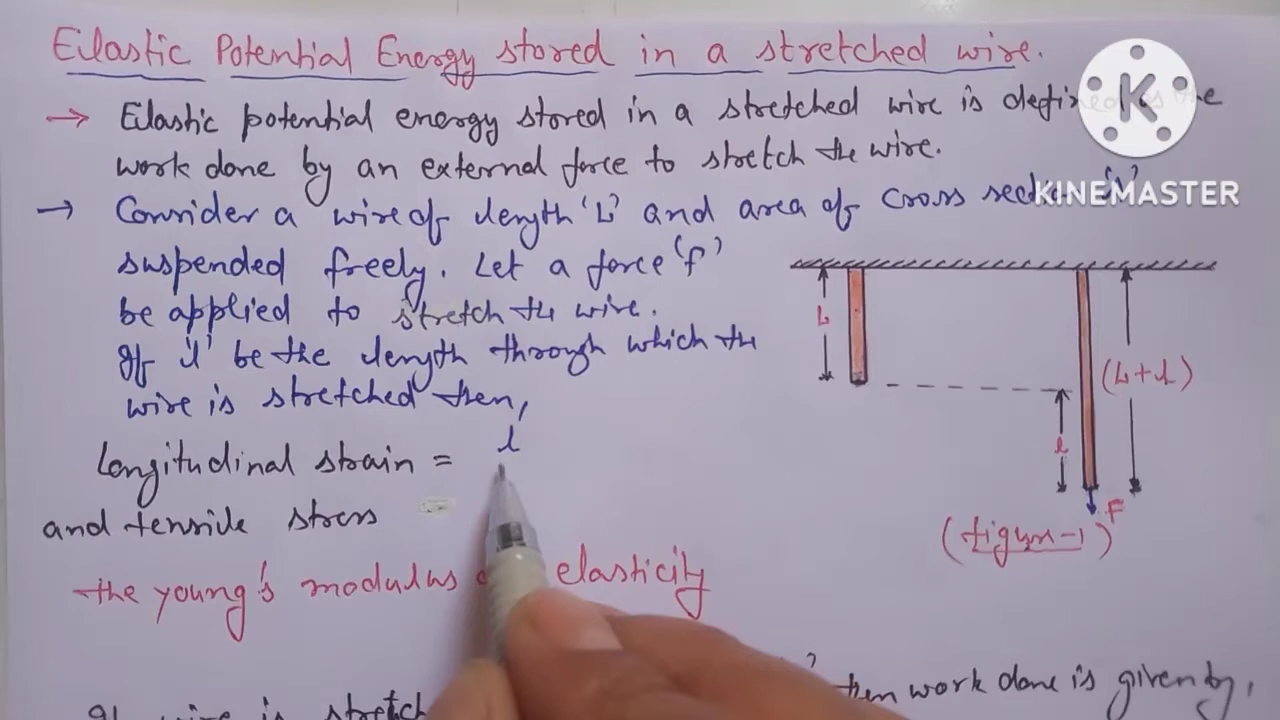 Elastic Potential Energy stored in a stretched wire.
→ Elastic potential energy stored in a stretched wire is defined as the
work done by an external force to stretch the wire.
→ Consider a wire of length 'L' and area of cross section
suspended freely. Let a force 'f'
be applied to stretch the wire.
If 'l' be the length through which the
wire is stretched then,
Longitudinal strain = l
and tensile stress =
the young's modulus elasticity
If wire is stretch
then work done is given by,
L
(L+l)
l
F
(figure-1)
K
KINEMASTER